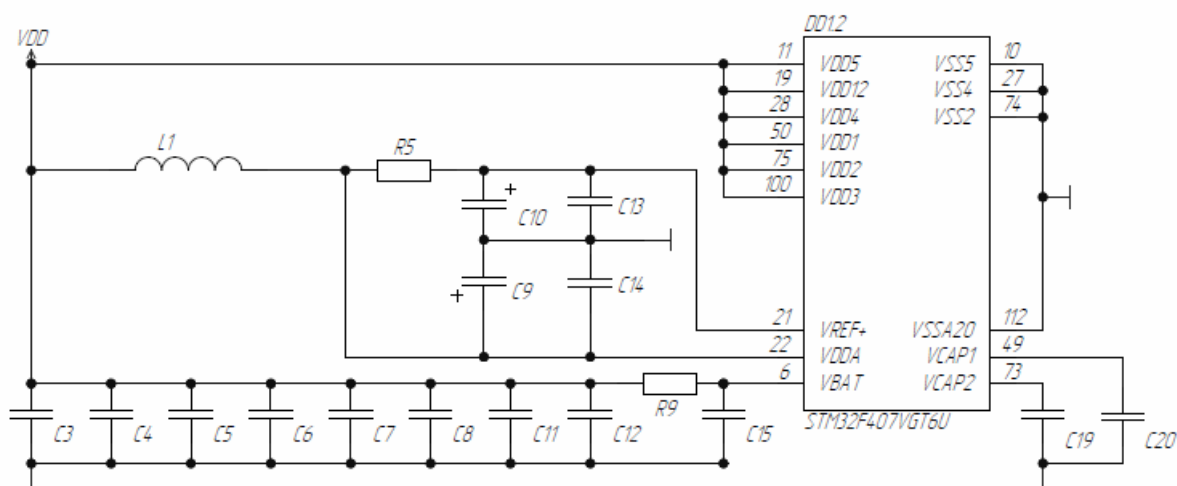 DD1.2
VDD
11 VDD5 VSS5 10
19 VDD12 VSS4 27
28 VDD4 VSS2 74
50 VDD1
L1 R5 75 VDD2
100 VDD3
C10 C13
C9 C14
21 VREF+ VSSA20 112
22 VDDA VCAP1 49
6 VBAT VCAP2 73
R9
C3 C4 C5 C6 C7 C8 C11 C12 C15 STM32F407VGT6U C19 C20